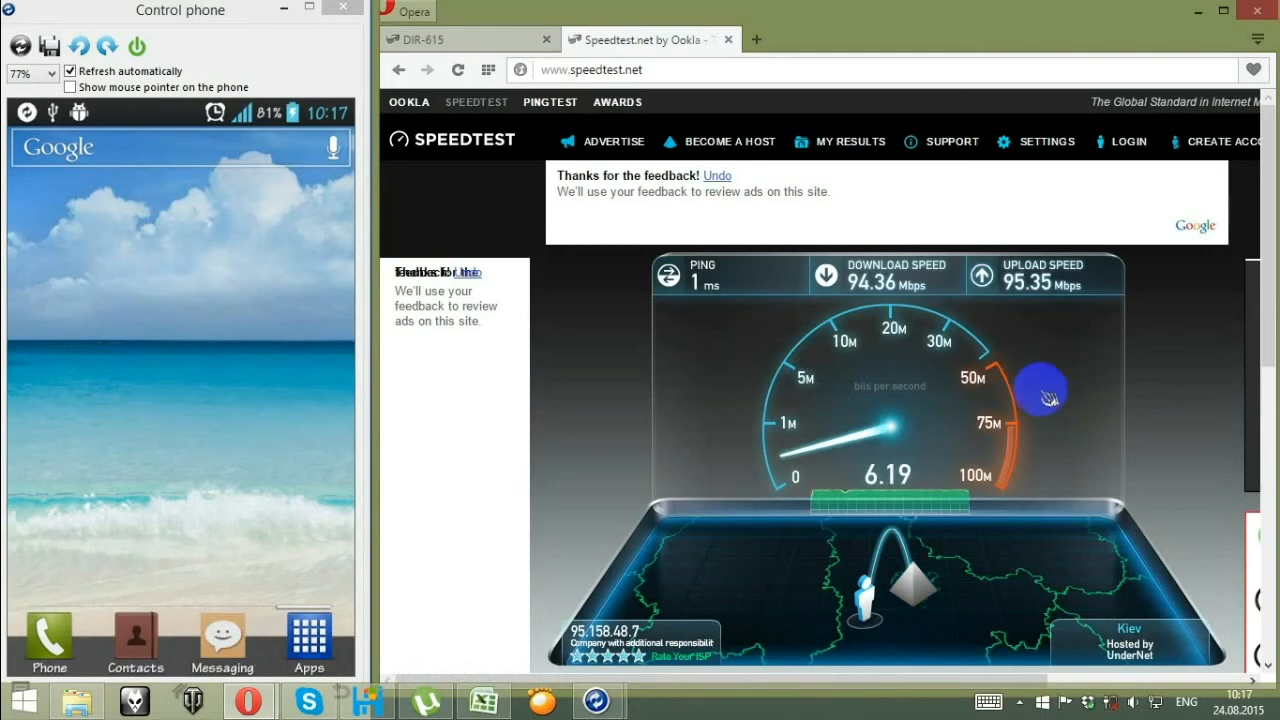 Control phone
77%
Refresh automatically
Show mouse pointer on the phone
81% 10:17
Google
Phone
Contacts
Messaging
Apps
Opera
DIR-615
Speedtest.net by Ookla -
www.speedtest.net
OOKLA SPEEDTEST PINGTEST AWARDS
The Global Standard in Internet M
SPEEDTEST
ADVERTISE BECOME A HOST MY RESULTS SUPPORT SETTINGS LOGIN CREATE ACCO
Thanks for the feedback! Undo
We'll use your feedback to review ads on this site.
Google
Undo
We'll use your
feedback to review
ads on this site.
PING
1 ms
DOWNLOAD SPEED
94.36 Mbps
UPLOAD SPEED
95.35 Mbps
20M
10M
30M
5M
50M
bits per second
1M
75M
0
100M
6.19
95.158.48.7
Company with additional responsibilit
Rate Your ISP
Kiev
Hosted by
UnderNet
ENG
10:17
24.08.2015